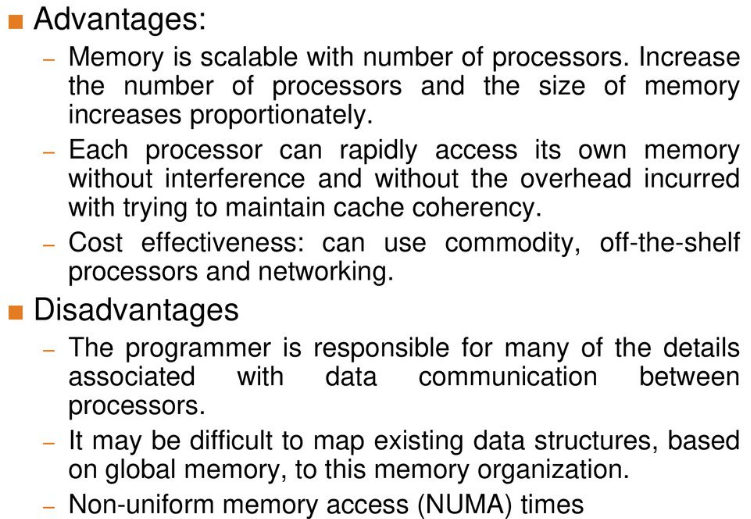 ■ Advantages:
– Memory is scalable with number of processors. Increase
the number of processors and the size of memory
increases proportionately.
– Each processor can rapidly access its own memory
without interference and without the overhead incurred
with trying to maintain cache coherency.
– Cost effectiveness: can use commodity, off-the-shelf
processors and networking.
■ Disadvantages
– The programmer is responsible for many of the details
associated with data communication between
processors.
– It may be difficult to map existing data structures, based
on global memory, to this memory organization.
– Non-uniform memory access (NUMA) times